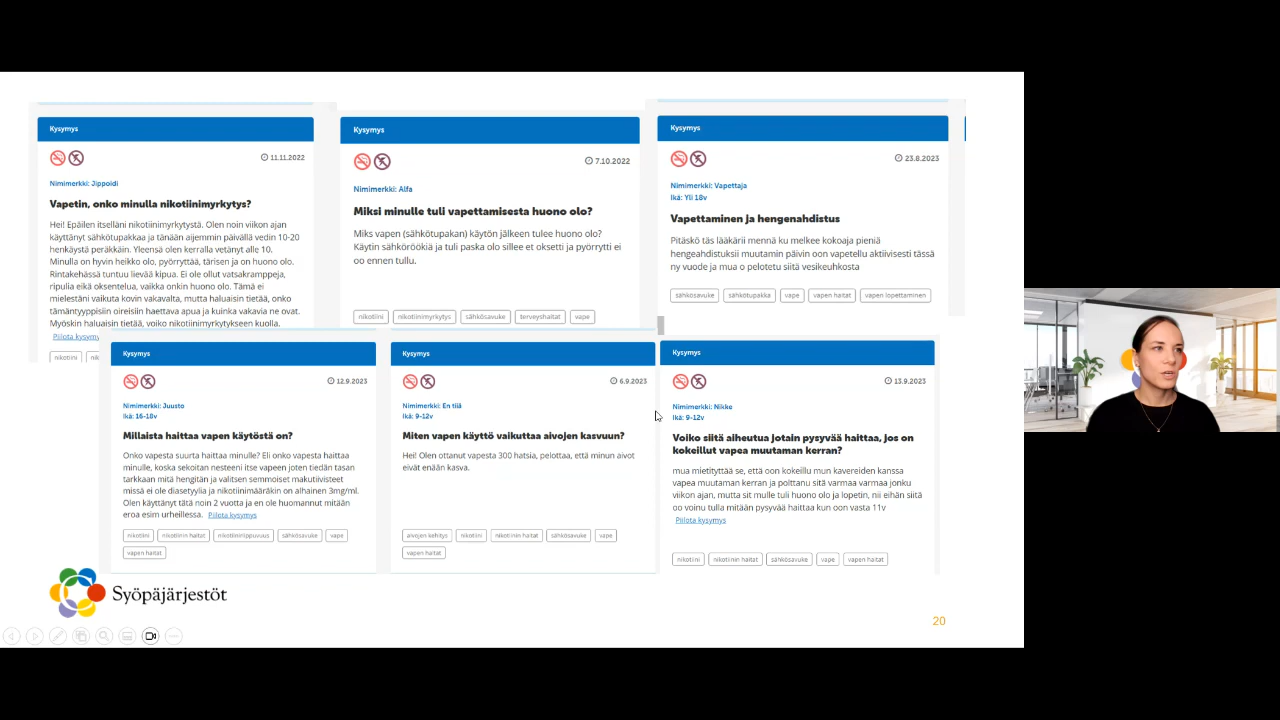 Kysymys
11.11.2022
Nimimerkki: Jippoidi
Vapetin, onko minulla nikotiinimyrkytys?
Hei! Epäilen itselläni nikotiinimyrkytystä. Olen noin viikon ajan
käyttänyt sähkötupakkaa ja tänään aijemmin päivällä vedin 10-20
henkäystä peräkkäin. Yleensä olen kerralla vetänyt alle 10.
Minulla on hyvin heikko olo, pyörryttää, tärisen ja on huono olo.
Rintakehässä tuntuu lievää kipua. Ei ole ollut vatsakramppeja,
ripulia eikä oksentelua, vaikka onkin huono olo. Tämä ei
mielestäni vaikuta kovin vakavalta, mutta haluaisin tietää, onko
tämäntyyppisiin oireisiin haettava apua ja kuinka vakavia ne ovat.
Myöskin haluaisin tietää, voiko nikotiinimyrkytykseen kuolla.
Piilota kysymy
nikotiini
Kysymys
7.10.2022
Nimimerkki: Alfa
Miksi minulle tuli vapettamisesta huono olo?
Miks vapen (sähkötupakan) käytön jälkeen tulee huono olo?
Käytin sähköröökiä ja tuli paska olo sillee et oksetti ja pyörrytti ei
oo ennen tullu.
nikotiini
nikotiinimyrkytys
sähkösavuke
terveyshaitat
vape
Kysymys
23.8.2023
Nimimerkki: Vapettaja
Ikä: Yli 18v
Vapettaminen ja hengenahdistus
Pitäskö täs lääkärii mennä ku melkee kokoaja pieniä
hengeahdistuksii muutamin päivin oon vapetellu aktiivisesti tässä
ny vuode ja mua o pelotetu siitä vesikeuhkosta
sähkösavuke
sähkötupakka
vape
vapen haitat
vapen lopettaminen
Kysymys
12.9.2023
Nimimerkki: Juusto
Ikä: 16-18v
Millaista haittaa vapen käytöstä on?
Onko vapesta suurta haittaa minulle? Eli onko vapesta haittaa
minulle, koska sekoitan nesteeni itse vapeen joten tiedän tasan
tarkkaan mitä hengitän ja valitsen semmoiset makutiivisteet
missä ei ole diasetyylia ja nikotiinimääräkin on alhainen 3mg/ml.
Olen käyttänyt tätä noin 2 vuotta ja en ole huomannut mitään
eroa esim urheillessa. Piilota kysymys
nikotiini
nikotiinin haitat
nikotiiniriippuvuus
sähkösavuke
vape
vapen haitat
Kysymys
6.9.2023
Nimimerkki: En tiiä
Ikä: 9-12v
Miten vapen käyttö vaikuttaa aivojen kasvuun?
Hei! Olen ottanut vapesta 300 hatsia, pelottaa, että minun aivot
eivät enään kasva.
aivojen kehitys
nikotiini
nikotiinin haitat
sähkösavuke
vape
vapen haitat
Kysymys
13.9.2023
Nimimerkki: Nikke
Ikä: 9-12v
Voiko siitä aiheutua jotain pysyvää haittaa, jos on
kokeillut vapea muutaman kerran?
mua mietityttää se, että oon kokeillu mun kavereiden kanssa
vapea muutaman kerran ja polttanu sitä varmaa varmaa jonku
viikon ajan, mutta sit mulle tuli huono olo ja lopetin, nii eihän siitä
oo voinu tulla mitään pysyvää haittaa kun oon vasta 11v
Piilota kysymys
nikotiini
nikotiinin haitat
sähkösavuke
vape
vapen haitat
Syöpäjärjestöt
20